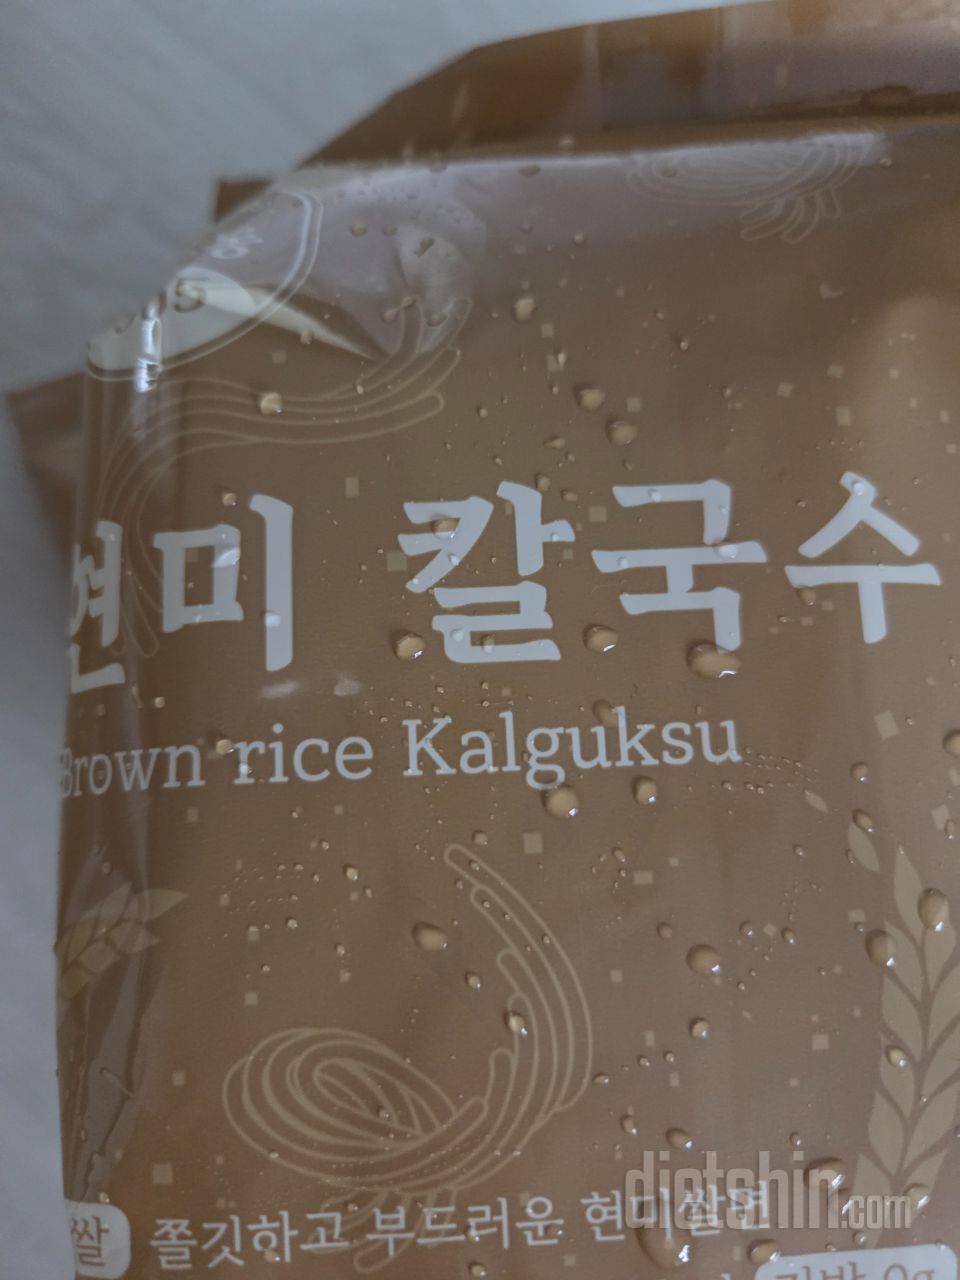 현미 칼국수
Brown rice Kalguksu
쌀 쫄깃하고 부드러운 현미쌀면
dietshin.com